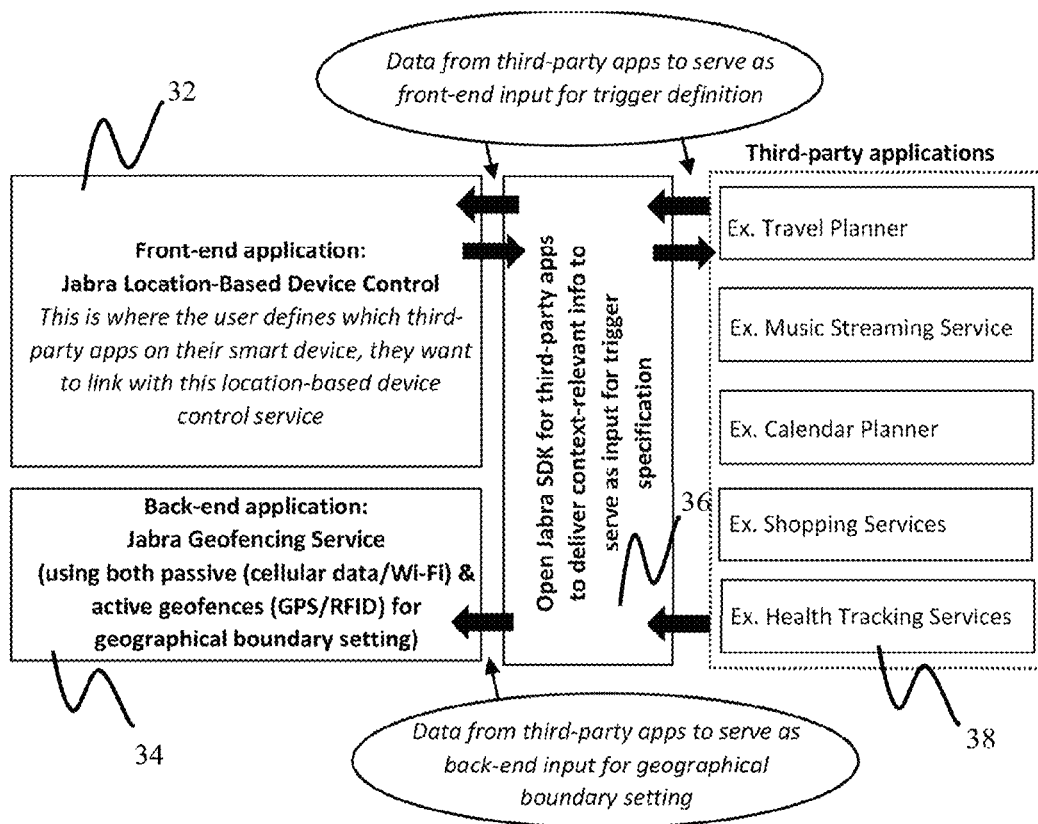 Data from third-party apps to serve as
front-end input for trigger definition
32
Third-party applications
Front-end application:
Jabra Location-Based Device Control
This is where the user defines which third-
party apps on their smart device, they want
to link with this location-based device
control service
Back-end application:
Jabra Geofencing Service
(using both passive (cellular data/Wi-Fi) &
active geofences (GPS/RFID) for
geographical boundary setting)
34
Open Jabra SDK for third-party apps
to deliver context-relevant info to
serve as input for trigger
specification
36
Ex. Travel Planner
Ex. Music Streaming Service
Ex. Calendar Planner
Ex. Shopping Services
Ex. Health Tracking Services
38
Data from third-party apps to serve as
back-end input for geographical
boundary setting